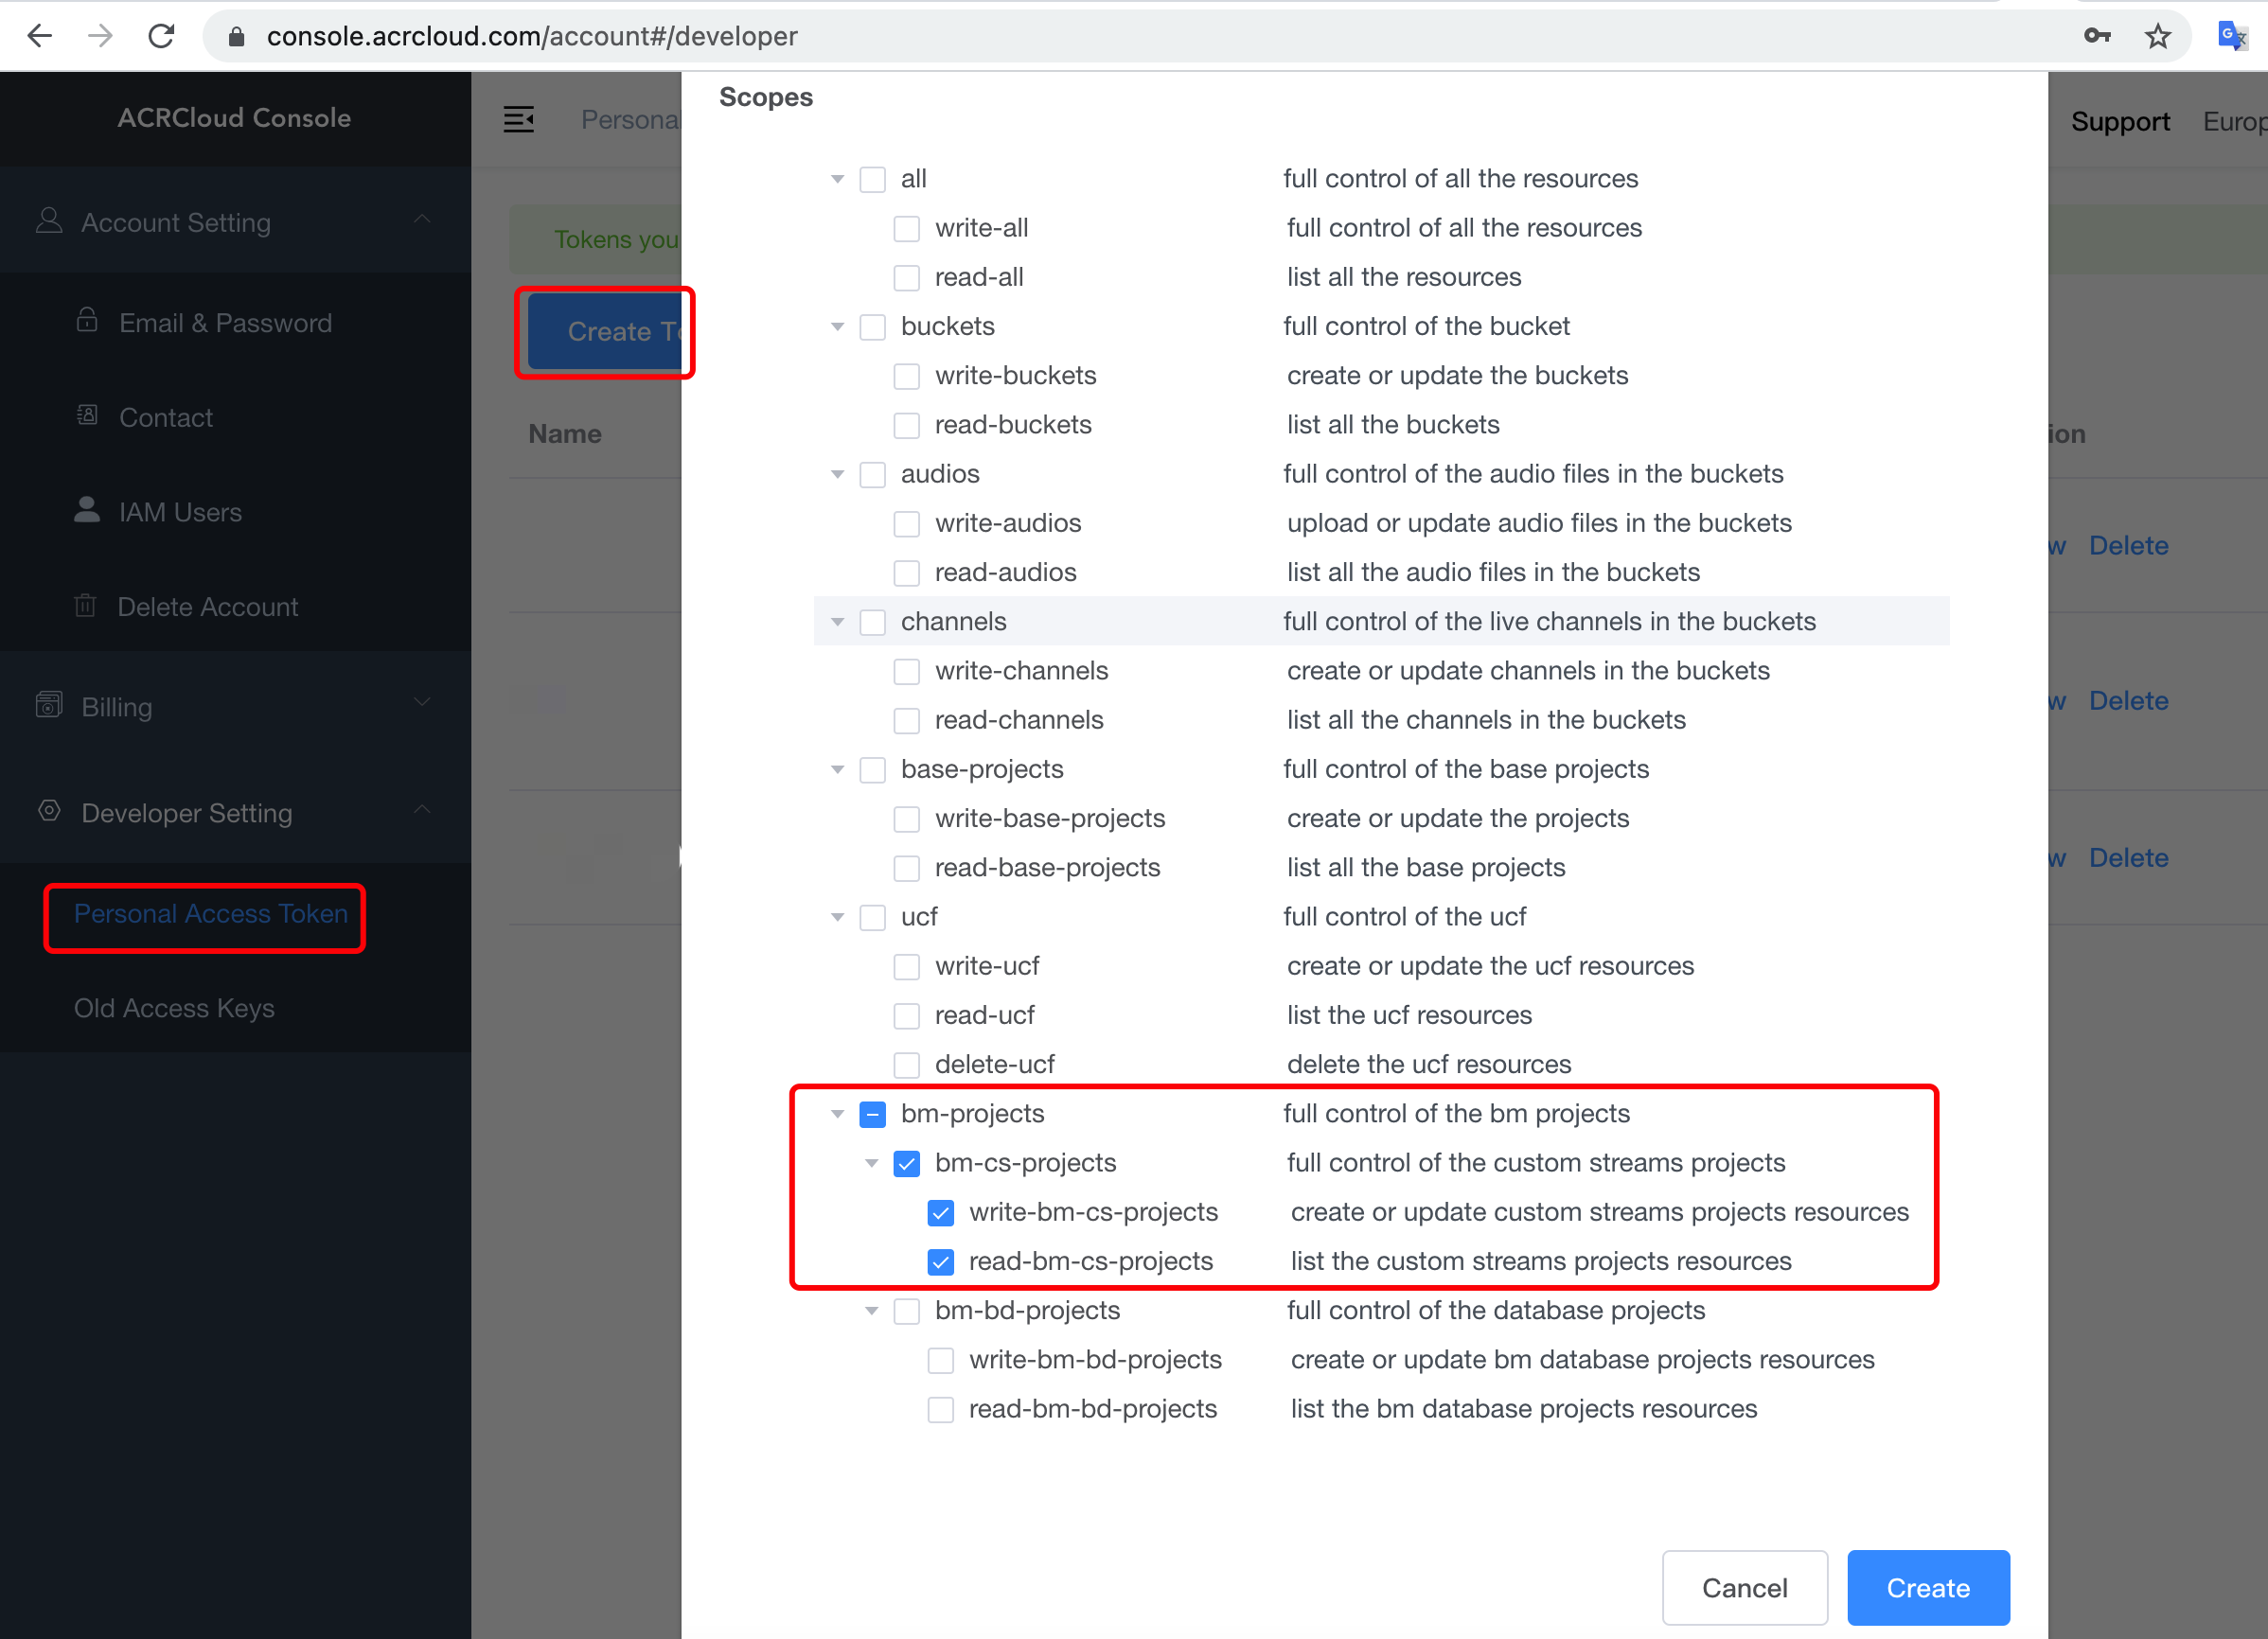 console.acrcloud.com/account#/developer
ACRCloud Console
Account Setting
Email & Password
Contact
IAM Users
Delete Account
Billing
Developer Setting
Personal Access Token
Old Access Keys
Personal
Tokens you
Create To
Name
Support
Europ
ion
w Delete
w Delete
w Delete
Scopes
all full control of all the resources
write-all full control of all the resources
read-all list all the resources
buckets full control of the bucket
write-buckets create or update the buckets
read-buckets list all the buckets
audios full control of the audio files in the buckets
write-audios upload or update audio files in the buckets
read-audios list all the audio files in the buckets
channels full control of the live channels in the buckets
write-channels create or update channels in the buckets
read-channels list all the channels in the buckets
base-projects full control of the base projects
write-base-projects create or update the projects
read-base-projects list all the base projects
ucf full control of the ucf
write-ucf create or update the ucf resources
read-ucf list the ucf resources
delete-ucf delete the ucf resources
bm-projects full control of the bm projects
bm-cs-projects full control of the custom streams projects
write-bm-cs-projects create or update custom streams projects resources
read-bm-cs-projects list the custom streams projects resources
bm-bd-projects full control of the database projects
write-bm-bd-projects create or update bm database projects resources
read-bm-bd-projects list the bm database projects resources
Cancel
Create